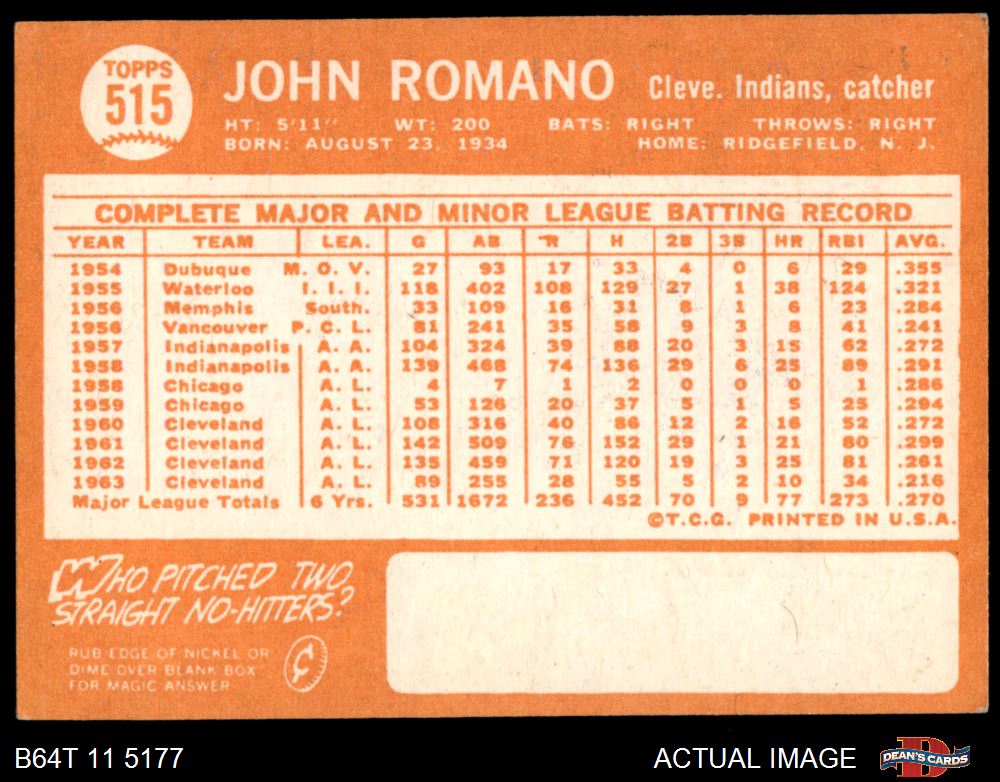 TOPPS
515
JOHN ROMANO Cleve. Indians, catcher
HT: 5'11" WT: 200 BATS: RIGHT THROWS: RIGHT
BORN: AUGUST 23, 1934 HOME: RIDGEFIELD, N. J.
COMPLETE MAJOR AND MINOR LEAGUE BATTING RECORD
YEAR TEAM LEA. G AB R H 2B 3B HR RBI AVG.
1954 Dubuque M. O. V. 27 93 17 33 4 0 6 29 .355
1955 Waterloo I. I. I. 118 402 108 129 27 1 38 124 .321
1956 Memphis South. 33 109 16 31 8 1 6 23 .284
1956 Vancouver P. C. L. 81 241 35 58 9 3 8 41 .241
1957 Indianapolis A. A. 104 324 39 88 20 3 15 62 .272
1958 Indianapolis A. A. 139 468 74 136 29 6 25 89 .291
1958 Chicago A. L. 4 7 1 2 0 0 0 1 .286
1959 Chicago A. L. 53 126 20 37 5 1 5 25 .294
1960 Cleveland A. L. 108 316 40 86 12 2 16 52 .272
1961 Cleveland A. L. 142 509 76 152 29 1 21 80 .299
1962 Cleveland A. L. 135 459 71 120 19 3 25 81 .261
1963 Cleveland A. L. 89 255 28 55 5 2 10 34 .216
Major League Totals 6 Yrs. 531 1672 236 452 70 9 77 273 .270
©T.C.G. PRINTED IN U.S.A.
WHO PITCHED TWO
STRAIGHT NO-HITTERS?
RUB EDGE OF NICKEL OR
DIME OVER BLANK BOX
FOR MAGIC ANSWER
¢
B64T 11 5177 ACTUAL IMAGE DEAN'S CARDS